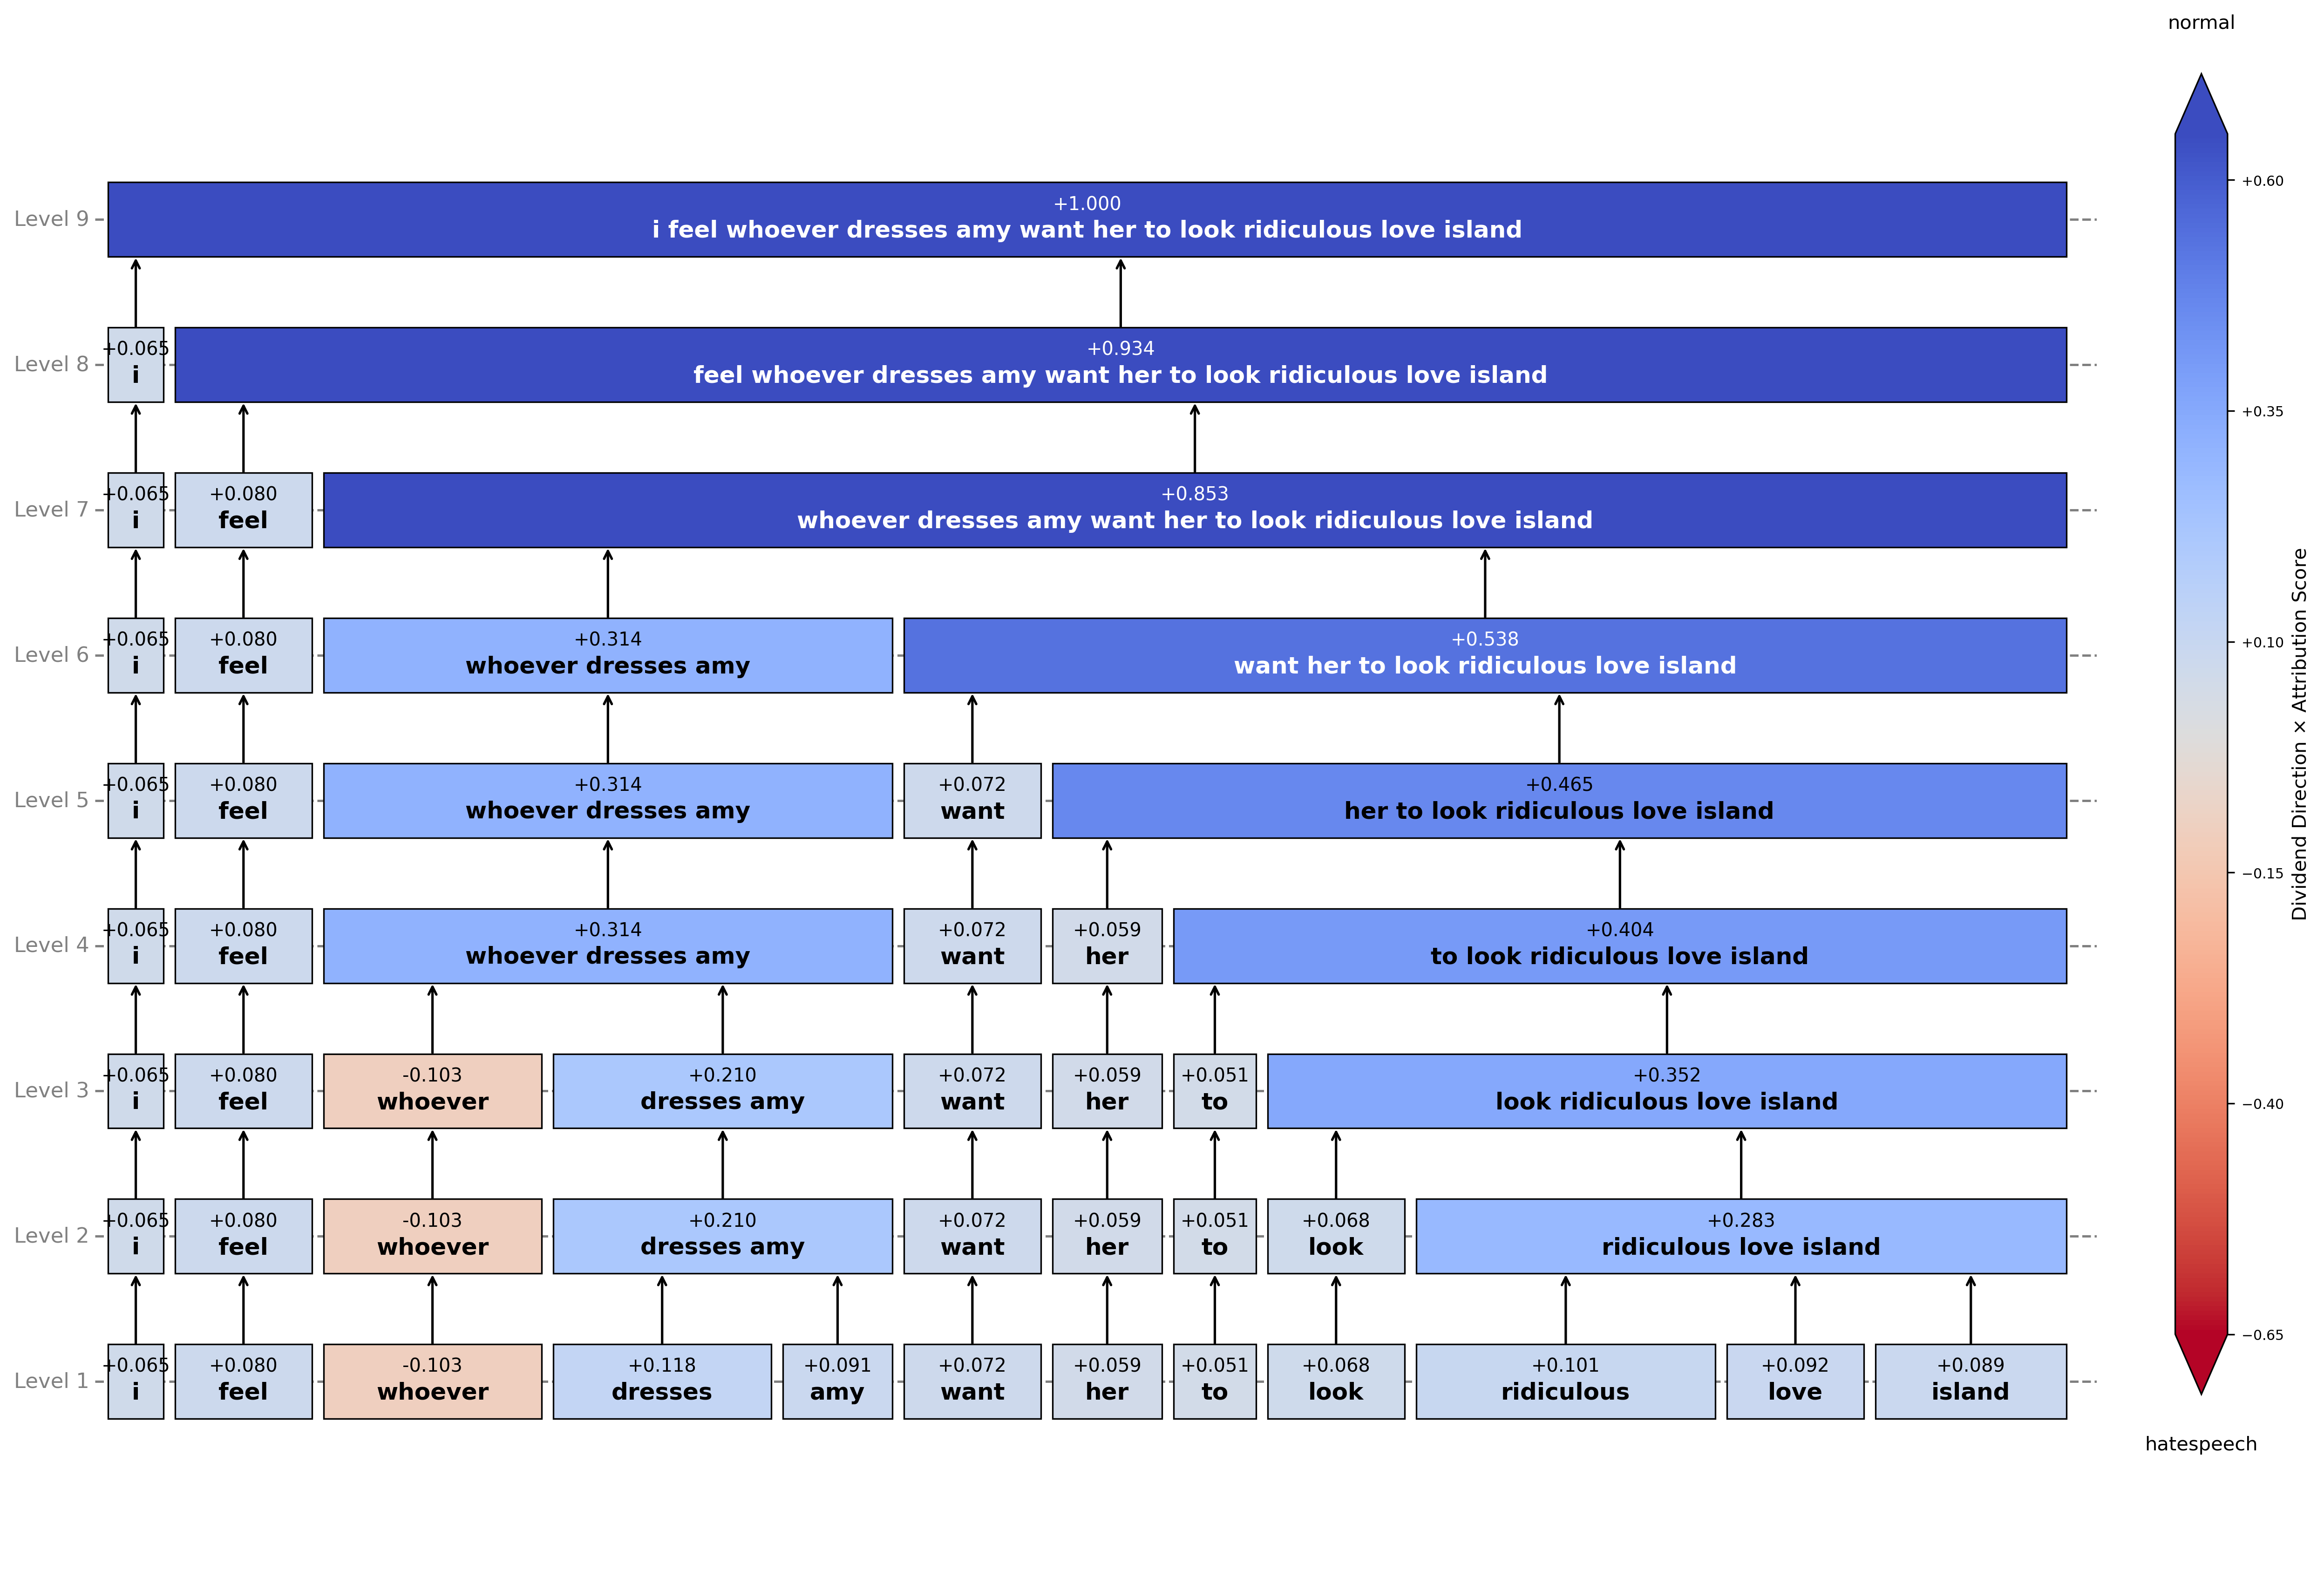 normal
Level 9
+1.000
i feel whoever dresses amy want her to look ridiculous love island
+0.60
Level 8
+0.065
i
+0.934
feel whoever dresses amy want her to look ridiculous love island
+0.35
Level 7
+0.065
i
+0.080
feel
+0.853
whoever dresses amy want her to look ridiculous love island
Level 6
+0.065
i
+0.080
feel
+0.314
whoever dresses amy
+0.538
want her to look ridiculous love island
+0.10
Level 5
+0.065
i
+0.080
feel
+0.314
whoever dresses amy
+0.072
want
+0.465
her to look ridiculous love island
Dividend Direction × Attribution Score
−0.15
Level 4
+0.065
i
+0.080
feel
+0.314
whoever dresses amy
+0.072
want
+0.059
her
+0.404
to look ridiculous love island
Level 3
+0.065
i
+0.080
feel
-0.103
whoever
+0.210
dresses amy
+0.072
want
+0.059
her
+0.051
to
+0.352
look ridiculous love island
−0.40
Level 2
+0.065
i
+0.080
feel
-0.103
whoever
+0.210
dresses amy
+0.072
want
+0.059
her
+0.051
to
+0.068
look
+0.283
ridiculous love island
−0.65
Level 1
+0.065
i
+0.080
feel
-0.103
whoever
+0.118
dresses
+0.091
amy
+0.072
want
+0.059
her
+0.051
to
+0.068
look
+0.101
ridiculous
+0.092
love
+0.089
island
hatespeech